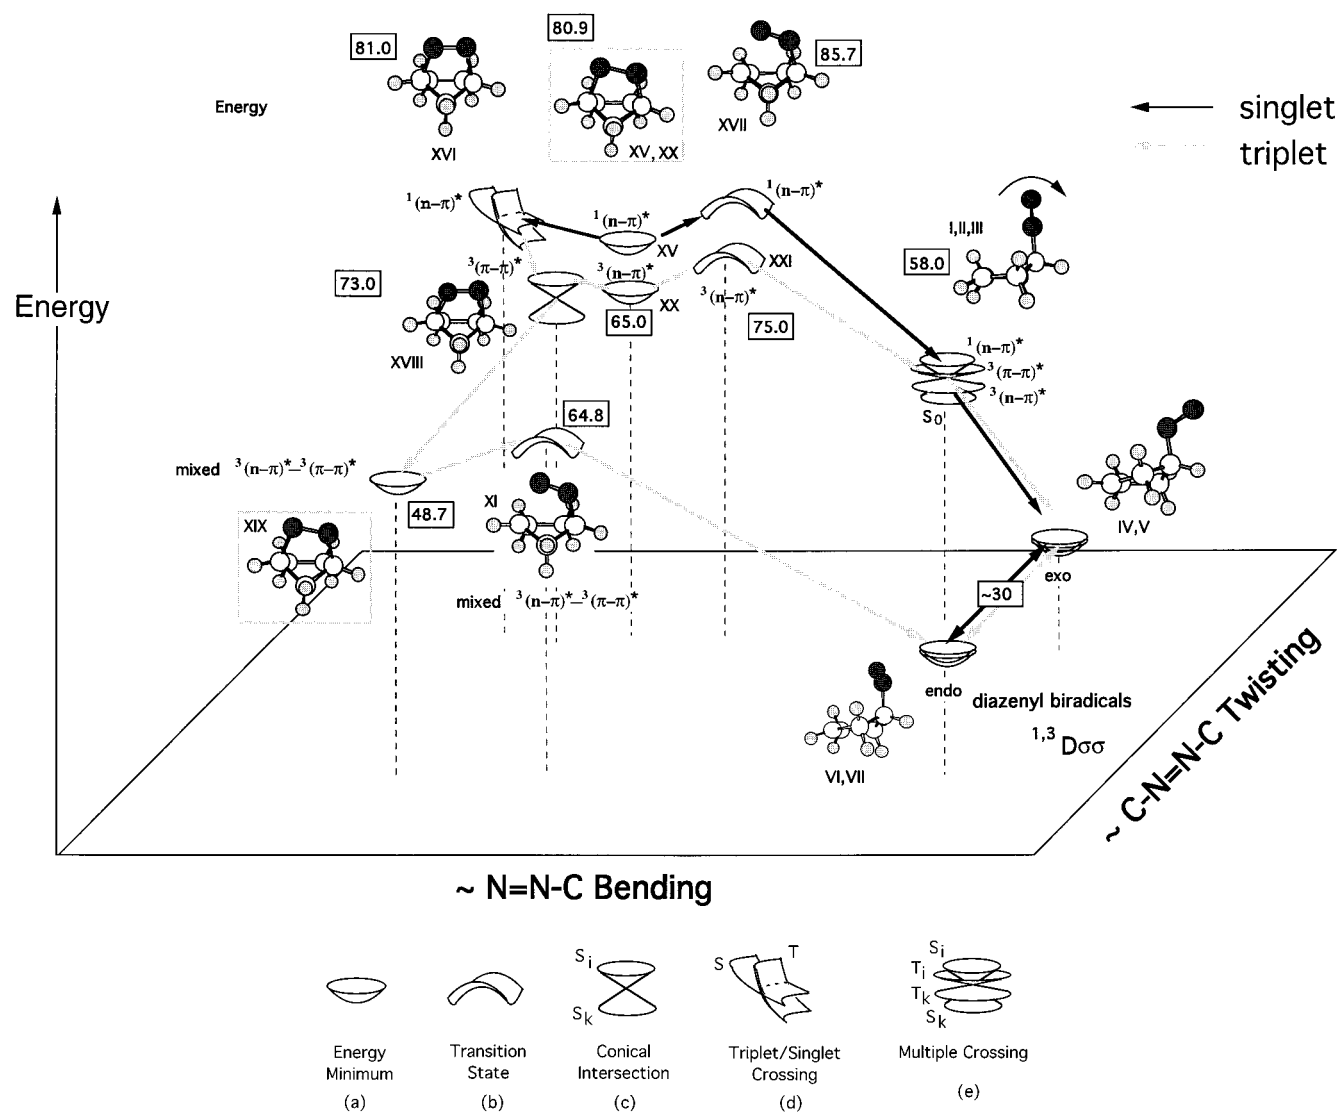 81.0
80.9
85.7
Energy
XVI
XV, XX
XVII
singlet
triplet
¹(n–π)*
¹(n–π)*
¹(n–π)*
I,II,III
XV
58.0
Energy
73.0
³(π–π)*
³(n–π)*
XX
XXI
³(n–π)*
65.0
75.0
XVIII
¹(n–π)*
³(π–π)*
³(n–π)*
S₀
64.8
mixed ³(n–π)*–³(π–π)*
48.7
XIX
XI
IV,V
mixed ³(n–π)*–³(π–π)*
exo
~30
endo
diazenyl biradicals
¹,³Dσσ
VI,VII
~ C-N=N-C Twisting
~ N=N-C Bending
Sᵢ
Sₖ
S
T
Sᵢ
Tᵢ
Tₖ
Sₖ
Energy
Minimum
(a)
Transition
State
(b)
Conical
Intersection
(c)
Triplet/Singlet
Crossing
(d)
Multiple Crossing
(e)